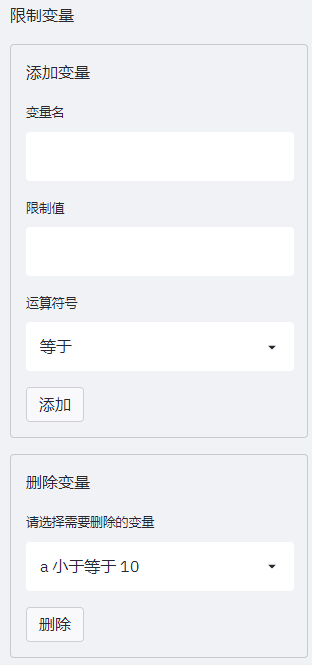 限制变量
添加变量
变量名
限制值
运算符号
等于
添加
删除变量
请选择需要删除的变量
a 小于等于 10
删除